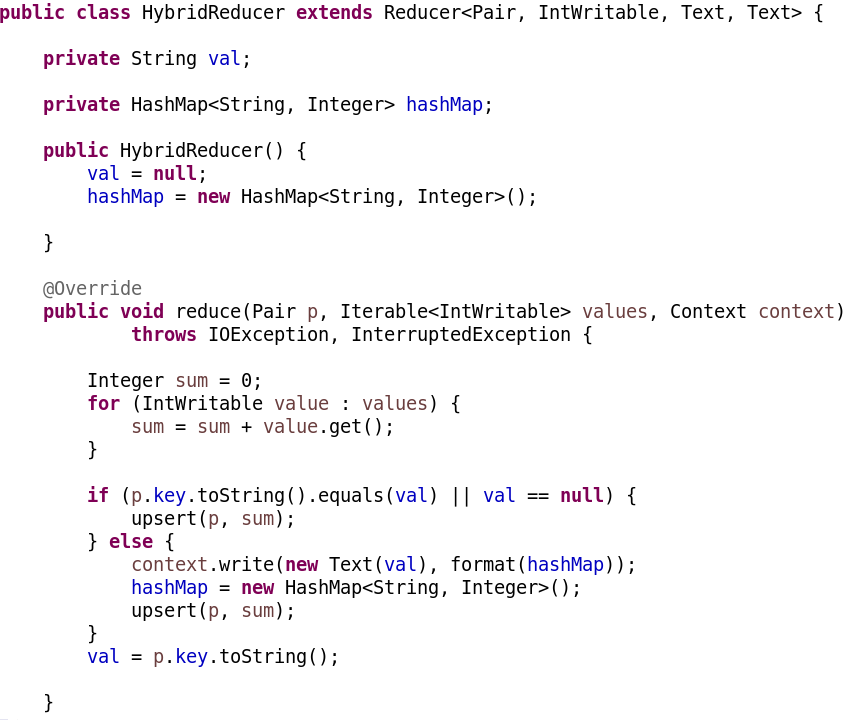 public class HybridReducer extends Reducer<Pair, IntWritable, Text, Text> {
private String val;
private HashMap<String, Integer> hashMap;
public HybridReducer() {
val = null;
hashMap = new HashMap<String, Integer>();
}
@Override
public void reduce(Pair p, Iterable<IntWritable> values, Context context)
throws IOException, InterruptedException {
Integer sum = 0;
for (IntWritable value : values) {
sum = sum + value.get();
}
if (p.key.toString().equals(val) || val == null) {
upsert(p, sum);
} else {
context.write(new Text(val), format(hashMap));
hashMap = new HashMap<String, Integer>();
upsert(p, sum);
}
val = p.key.toString();
}